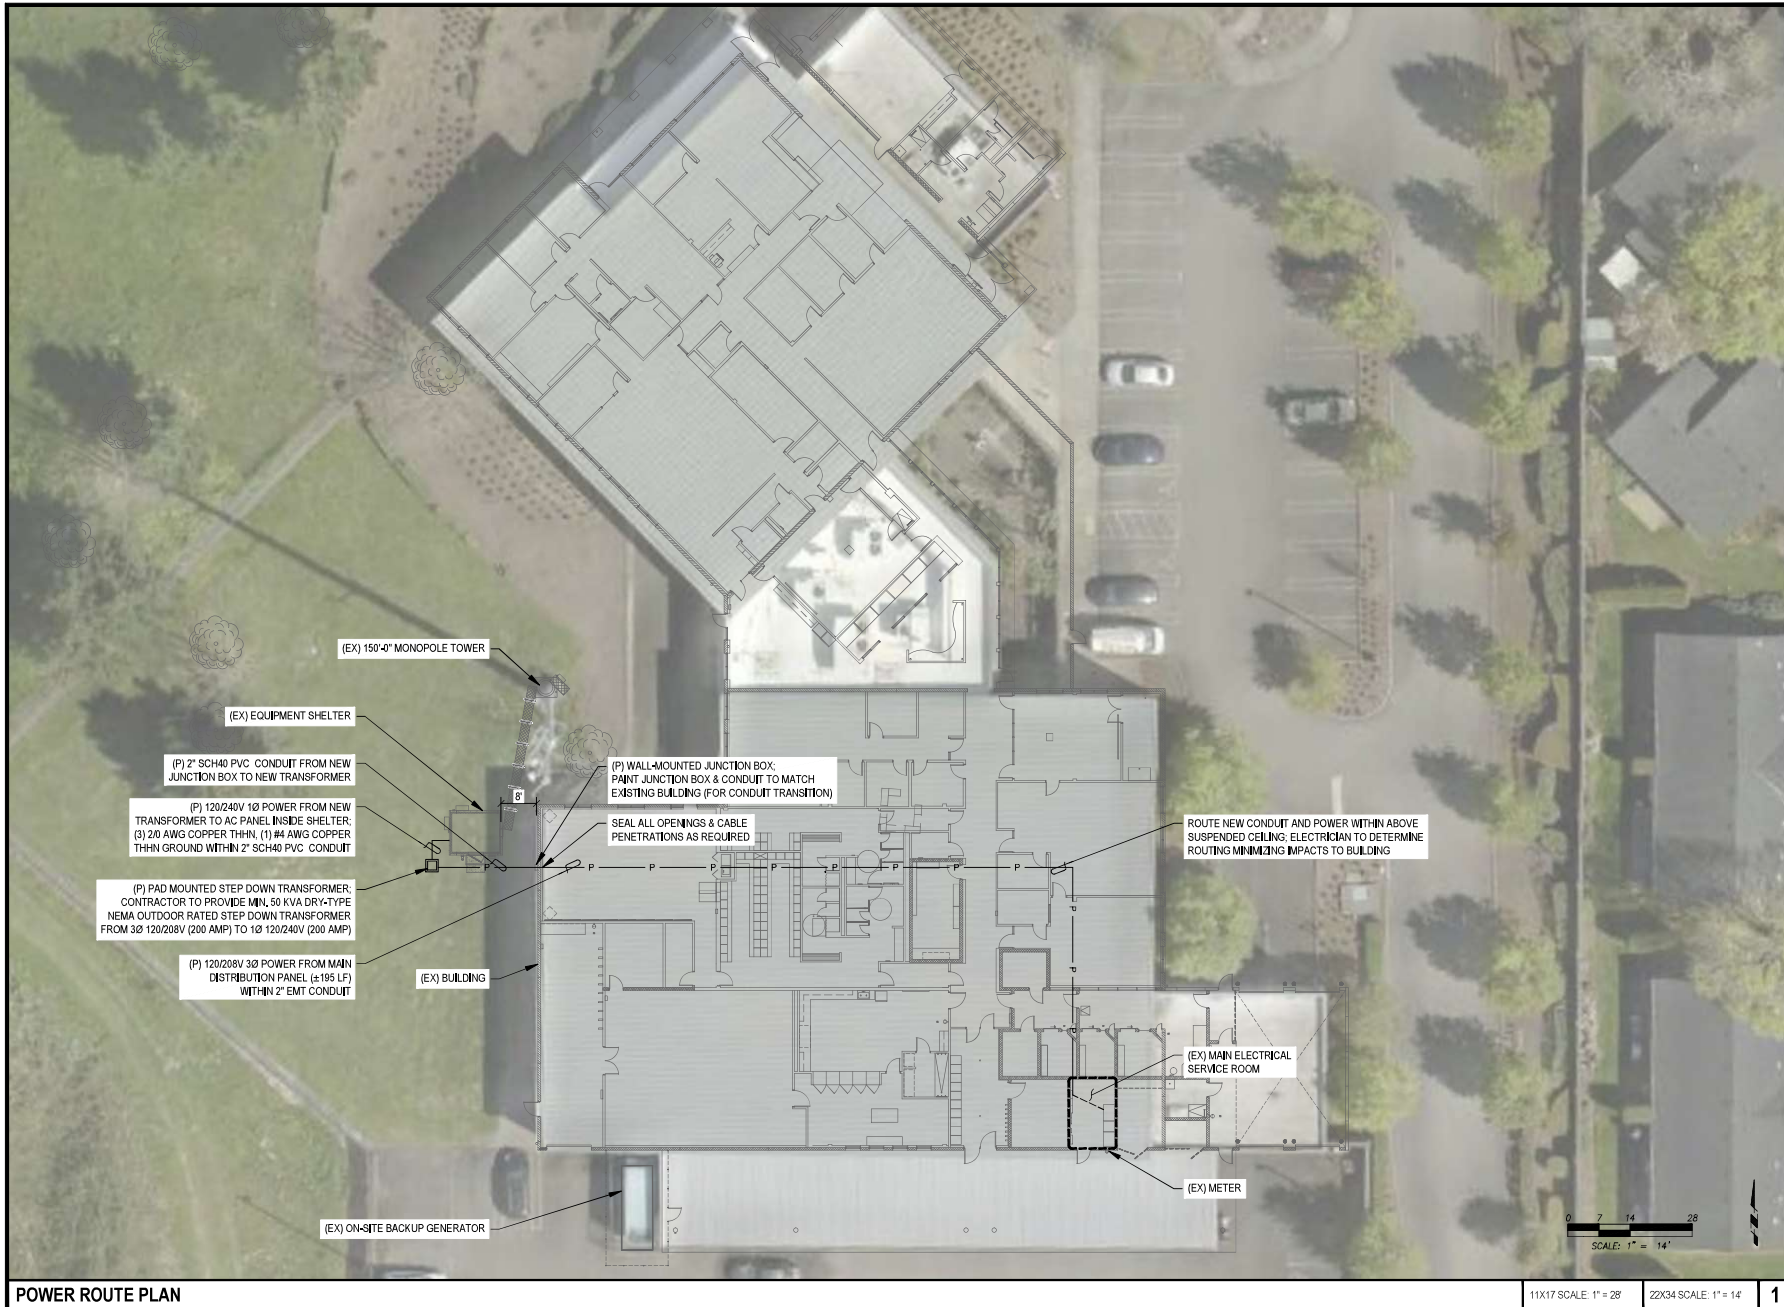 (EX) 150'-0" MONOPOLE TOWER
(EX) EQUIPMENT SHELTER
(P) 2" SCH40 PVC CONDUIT FROM NEW
JUNCTION BOX TO NEW TRANSFORMER
(P) 120/240V 1Ø POWER FROM NEW
TRANSFORMER TO AC PANEL INSIDE SHELTER;
(3) 2/0 AWG COPPER THHN, (1) #4 AWG COPPER
THHN GROUND WITHIN 2" SCH40 PVC CONDUIT
(P) PAD MOUNTED STEP DOWN TRANSFORMER;
CONTRACTOR TO PROVIDE MIN. 50 KVA DRY-TYPE
NEMA OUTDOOR RATED STEP DOWN TRANSFORMER
FROM 3Ø 120/208V (200 AMP) TO 1Ø 120/240V (200 AMP)
(P) 120/208V 3Ø POWER FROM MAIN
DISTRIBUTION PANEL (±195 LF)
WITHIN 2" EMT CONDUIT
8'
(P) WALL-MOUNTED JUNCTION BOX;
PAINT JUNCTION BOX & CONDUIT TO MATCH
EXISTING BUILDING (FOR CONDUIT TRANSITION)
SEAL ALL OPENINGS & CABLE
PENETRATIONS AS REQUIRED
ROUTE NEW CONDUIT AND POWER WITHIN ABOVE
SUSPENDED CEILING; ELECTRICIAN TO DETERMINE
ROUTING MINIMIZING IMPACTS TO BUILDING
P P P P P P P P P
P
P
P
(EX) BUILDING
(EX) MAIN ELECTRICAL
SERVICE ROOM
(EX) METER
(EX) ON-SITE BACKUP GENERATOR
0 7 14 28
SCALE: 1" = 14'
POWER ROUTE PLAN
11X17 SCALE: 1" = 28'
22X34 SCALE: 1" = 14'
1